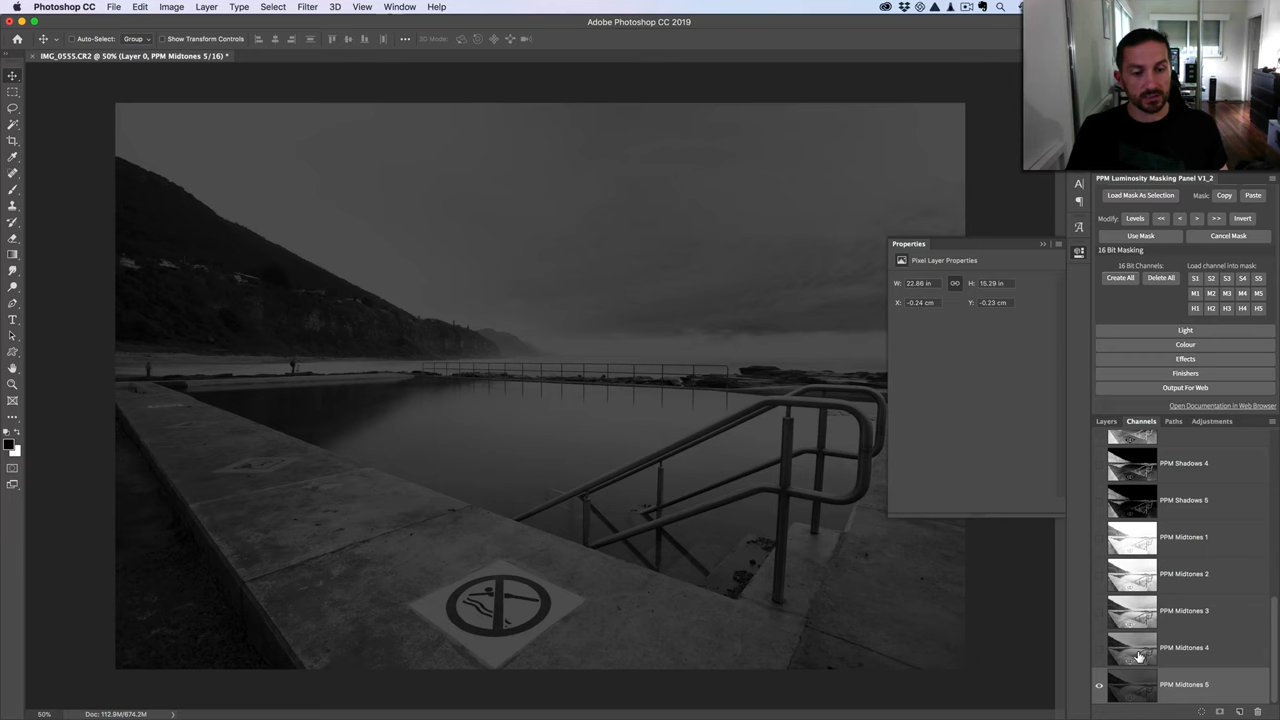 Photoshop CC File Edit Image Layer Type Select Filter 3D View Window Help
Adobe Photoshop CC 2019
Auto-Select: Group Show Transform Controls 3D Mode:
IMG_0555.CR2 @ 50% (Layer 0, PPM Midtones 5/16) *
PPM Luminosity Masking Panel V1_2
Load Mask As Selection Mask: Copy Paste
Modify: Levels << < > >> Invert
Use Mask Cancel Mask
16 Bit Masking
16 Bit Channels: Load channel into mask:
Create All Delete All S1 S2 S3 S4 S5
M1 M2 M3 M4 M5
H1 H2 H3 H4 H5
Light
Colour
Effects
Finishers
Output For Web
Open Documentation In Web Browser
Properties
Pixel Layer Properties
W: 22.86 in H: 15.29 in
X: -0.24 cm Y: -0.23 cm
Layers Channels Paths Adjustments
PPM Shadows 4
PPM Shadows 5
PPM Midtones 1
PPM Midtones 2
PPM Midtones 3
PPM Midtones 4
PPM Midtones 5
50% Doc: 112.9M/674.2M